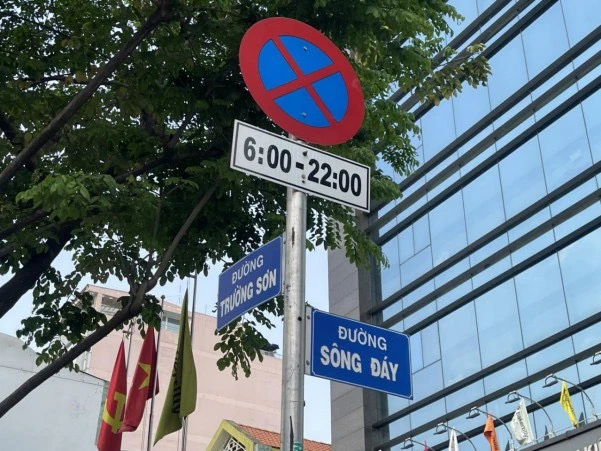 6:00-22:00
ĐƯỜNG
TRƯỜNG SƠN
ĐƯỜNG
SÔNG ĐÁY